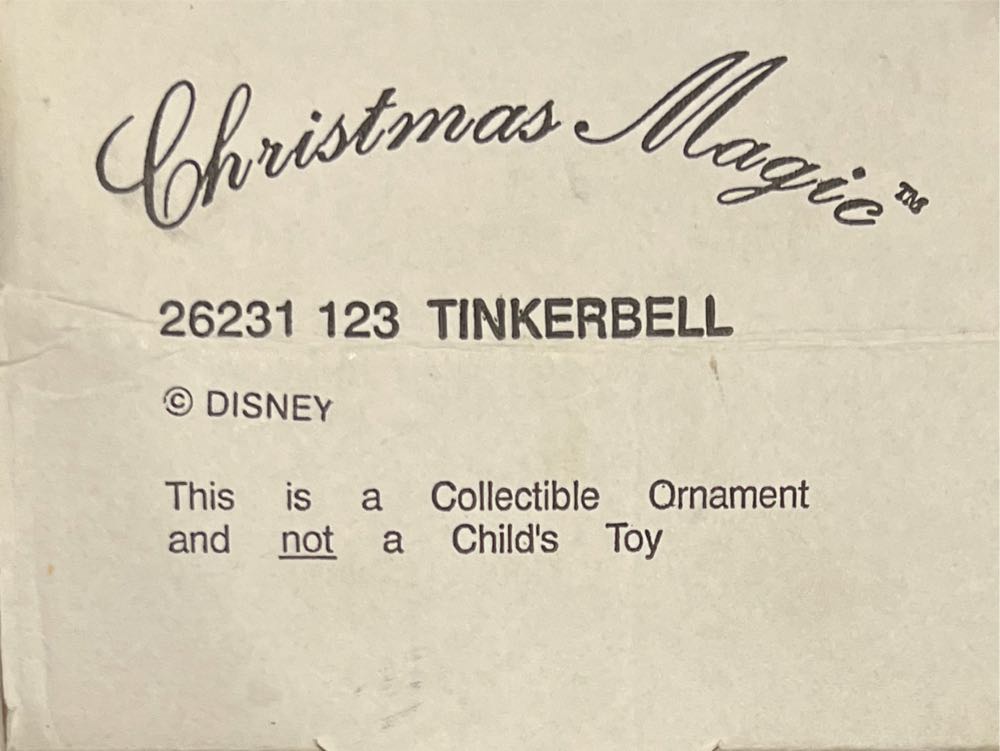 Christmas Magic™
26231 123 TINKERBELL
© DISNEY
This is a Collectible Ornament
and not a Child's Toy